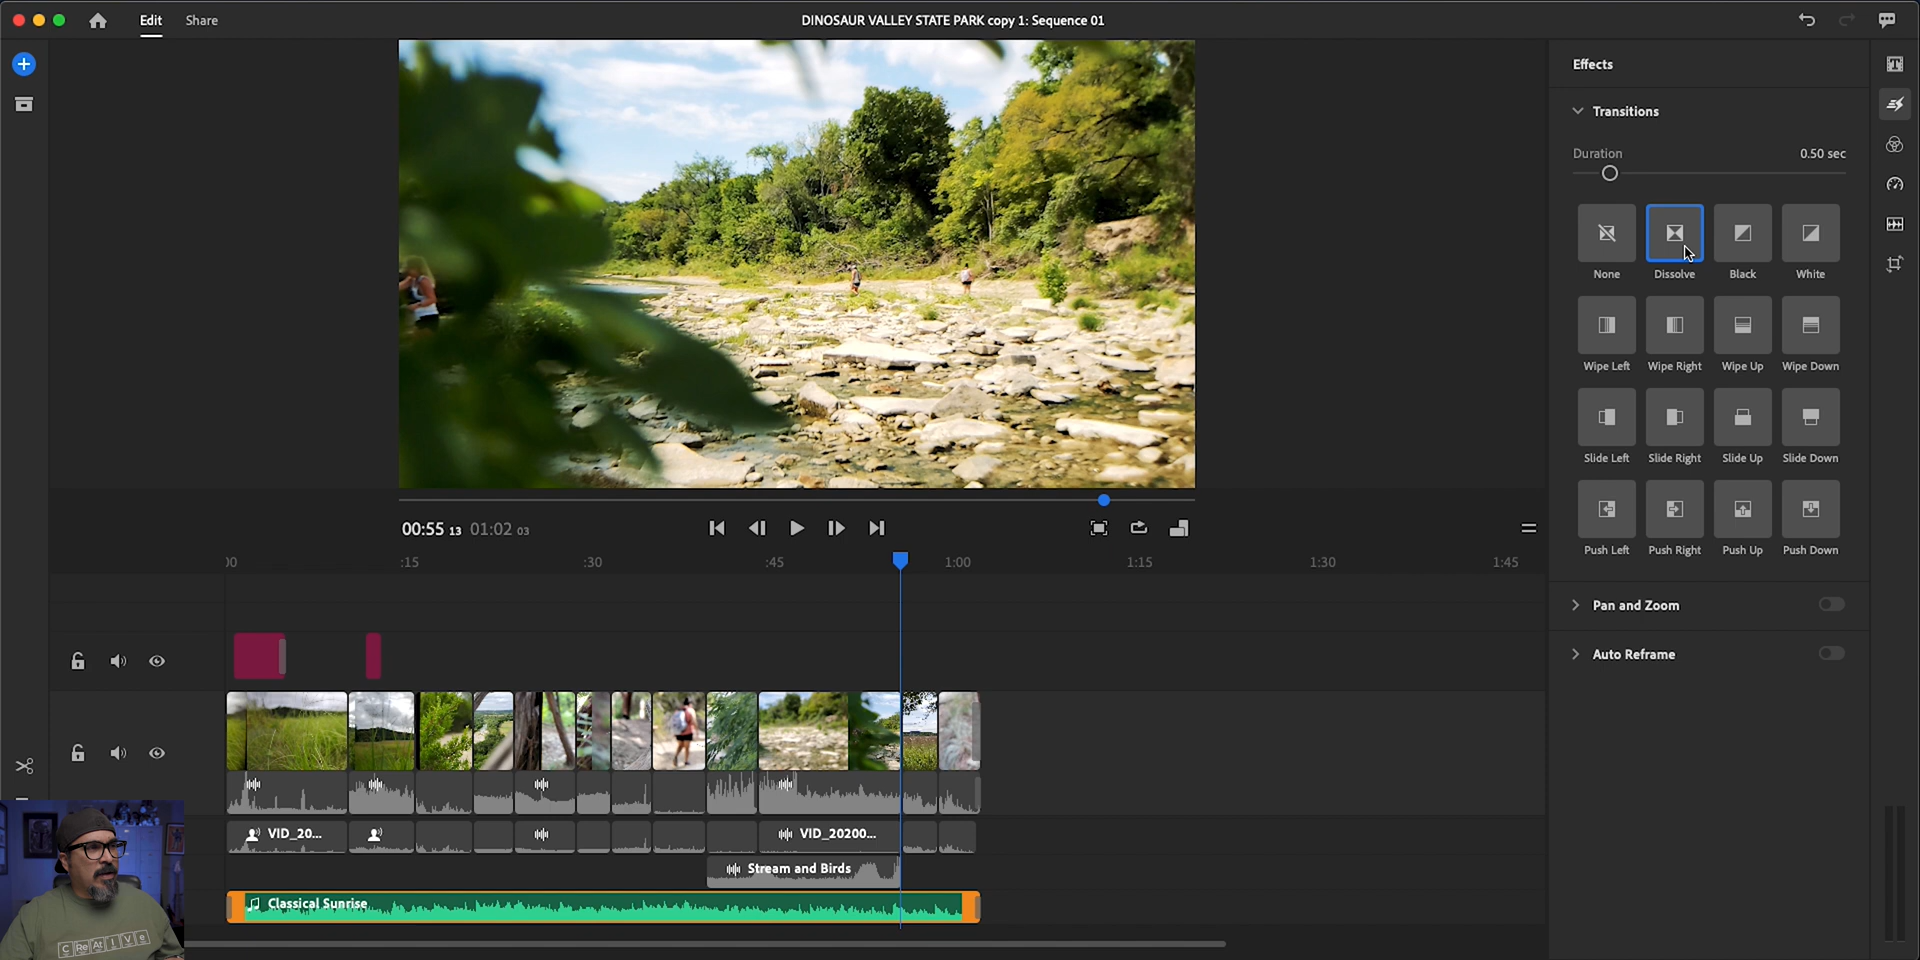 Edit
Share
DINOSAUR VALLEY STATE PARK copy 1: Sequence 01
Effects
Transitions
Duration
0.50 sec
None
Dissolve
Black
White
Wipe Left
Wipe Right
Wipe Up
Wipe Down
Slide Left
Slide Right
Slide Up
Slide Down
Push Left
Push Right
Push Up
Push Down
Pan and Zoom
Auto Reframe
00:55 13 01:02 03
:00
:15
:30
:45
1:00
1:15
1:30
1:45
VID_20...
VID_20200...
Stream and Birds
Classical Sunrise
CReAtIVe